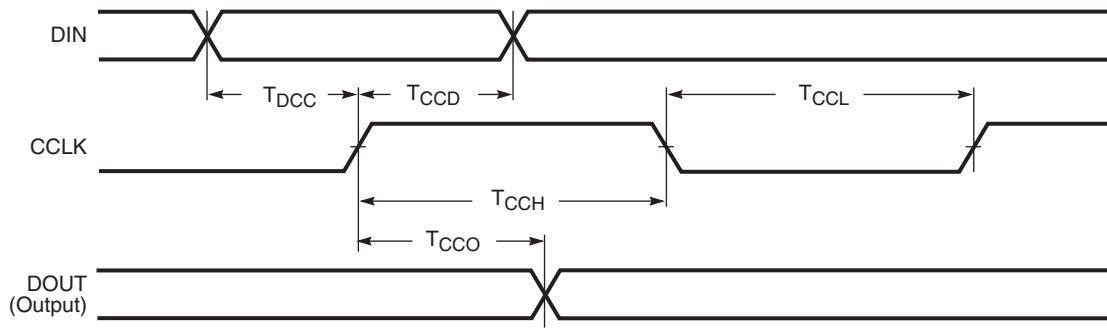 DIN
TDCC
TCCD
TCCL
CCLK
TCCH
TCCO
DOUT
(Output)